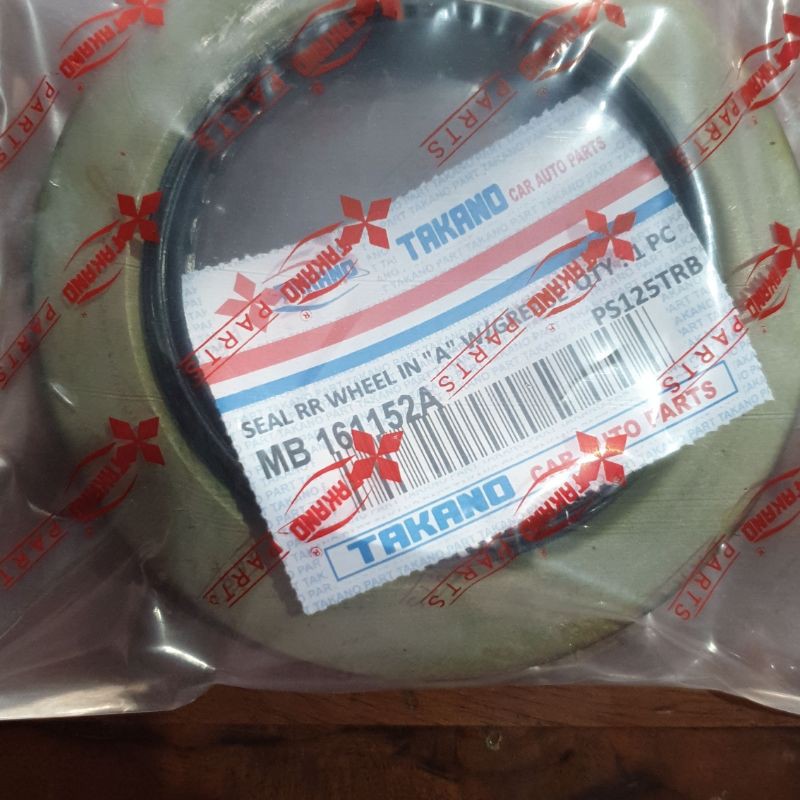 TAKANO CAR AUTO PARTS
TAKANO
SEAL RR WHEEL IN "A" W/GREASE QTY : 1 PC
MB 161152A
PS125TRB
TAKANO CAR AUTO PARTS
TAKANO
PARTS